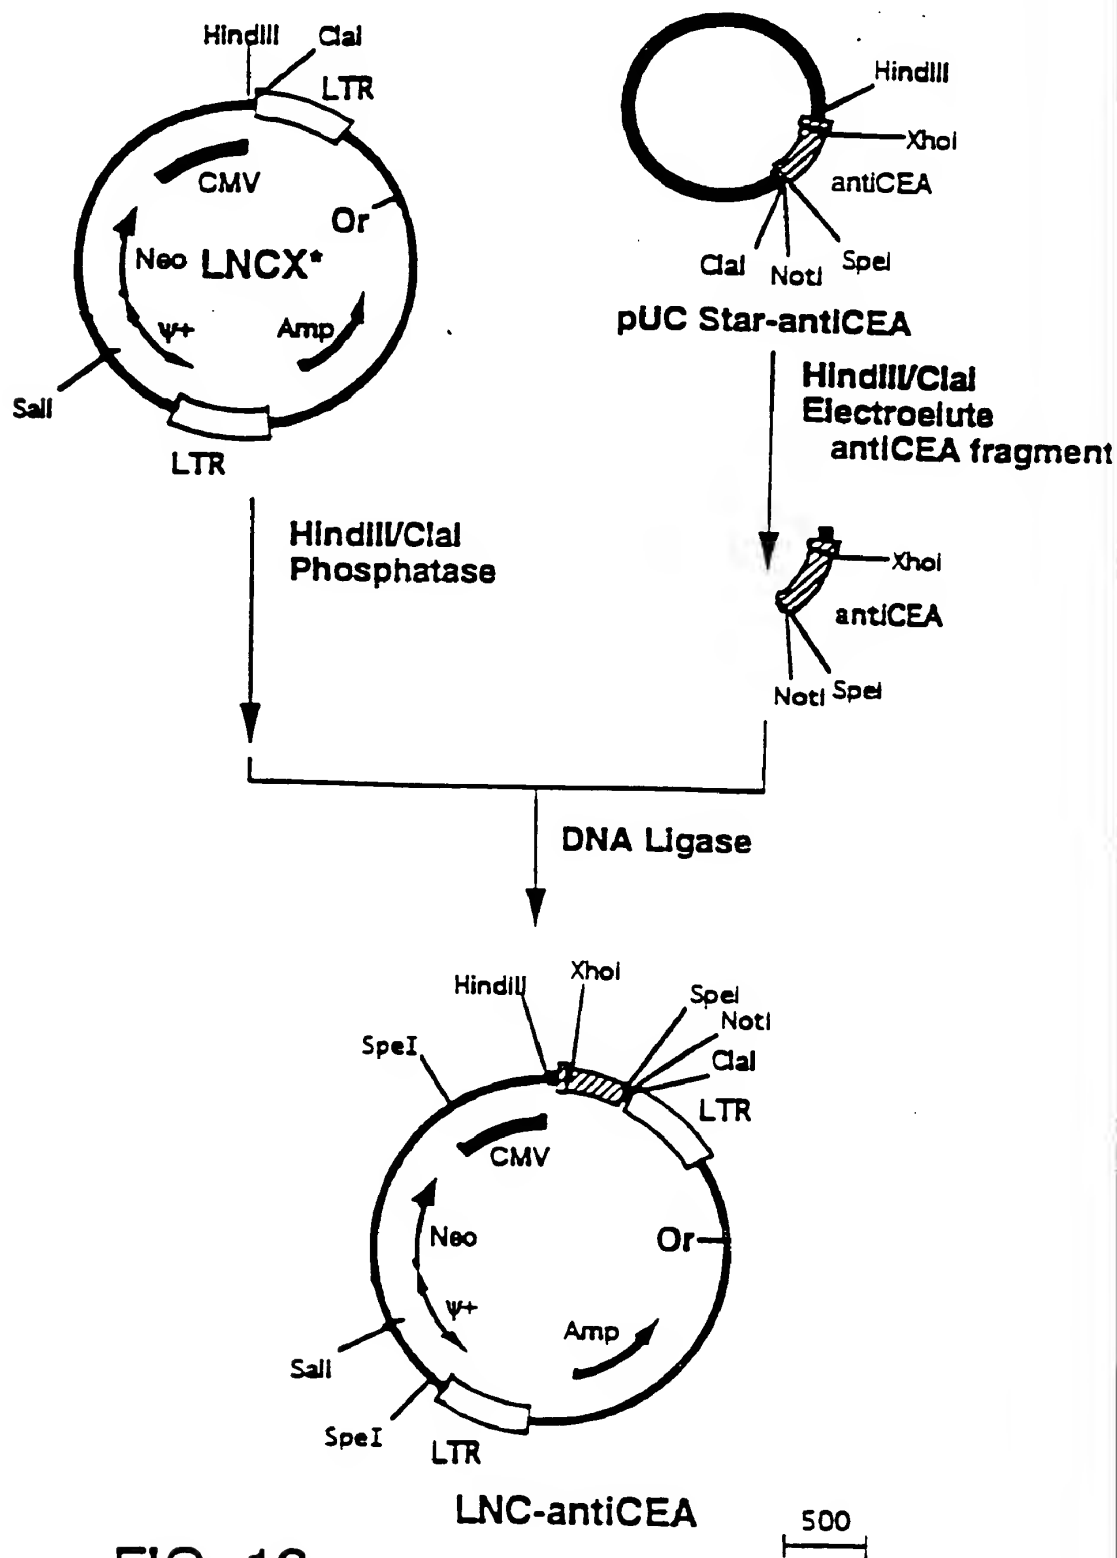 HindIII
ClaI
LTR
CMV
Or
Neo
LNCX*
ψ+
Amp
SalI
LTR
HindIII
XhoI
antiCEA
ClaI
NotI
SpeI
pUC Star-antiCEA
HindIII/ClaI
Electroelute
antiCEA fragment
HindIII/ClaI
Phosphatase
XhoI
antiCEA
NotI
SpeI
DNA Ligase
HindIII
XhoI
SpeI
NotI
ClaI
SpeI
LTR
CMV
Neo
Or
ψ+
Amp
SalI
SpeI
LTR
LNC-antiCEA
500